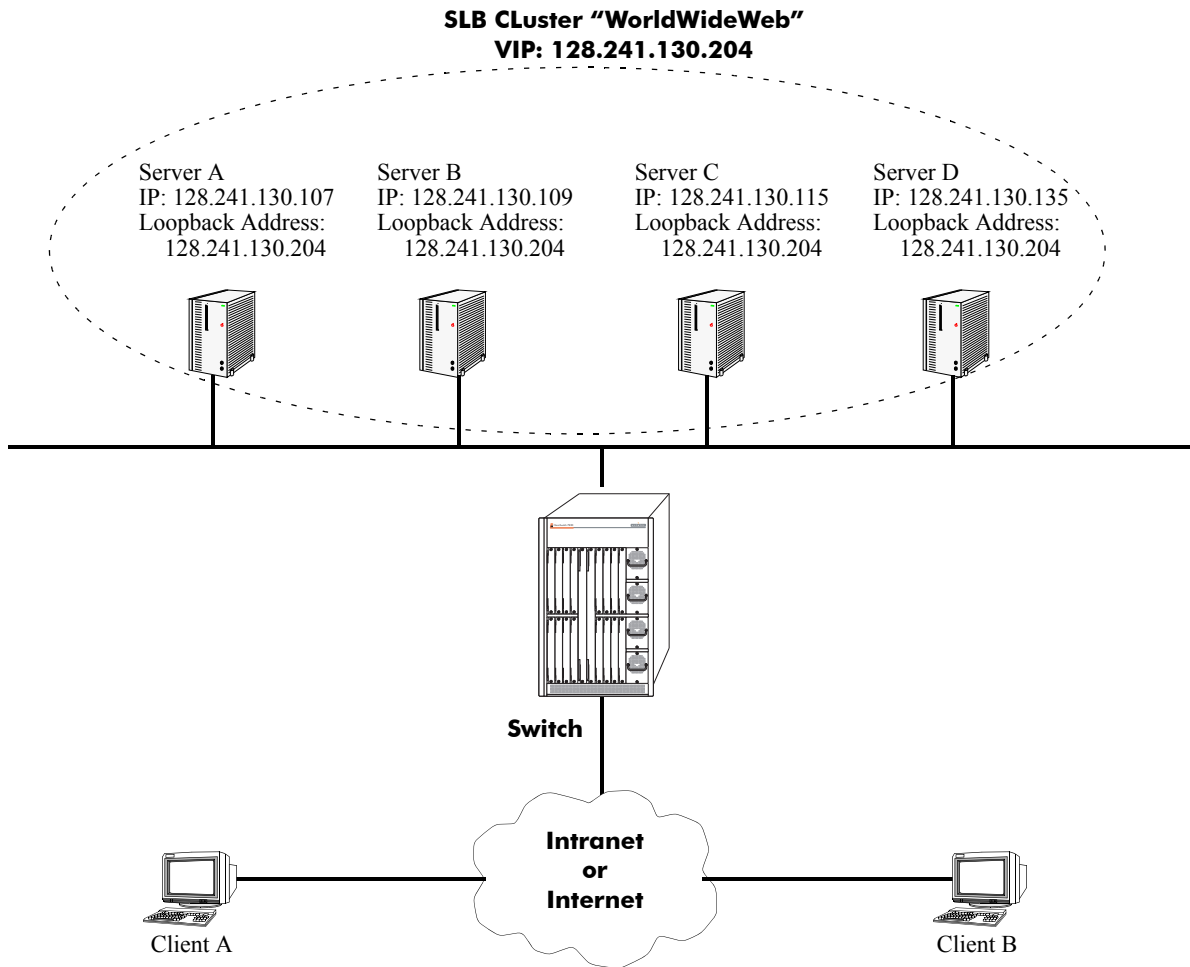 SLB CLuster “WorldWideWeb”
VIP: 128.241.130.204
Server A
IP: 128.241.130.107
Loopback Address:
128.241.130.204
Server B
IP: 128.241.130.109
Loopback Address:
128.241.130.204
Server C
IP: 128.241.130.115
Loopback Address:
128.241.130.204
Server D
IP: 128.241.130.135
Loopback Address:
128.241.130.204
Switch
Intranet
or
Internet
Client A
Client B